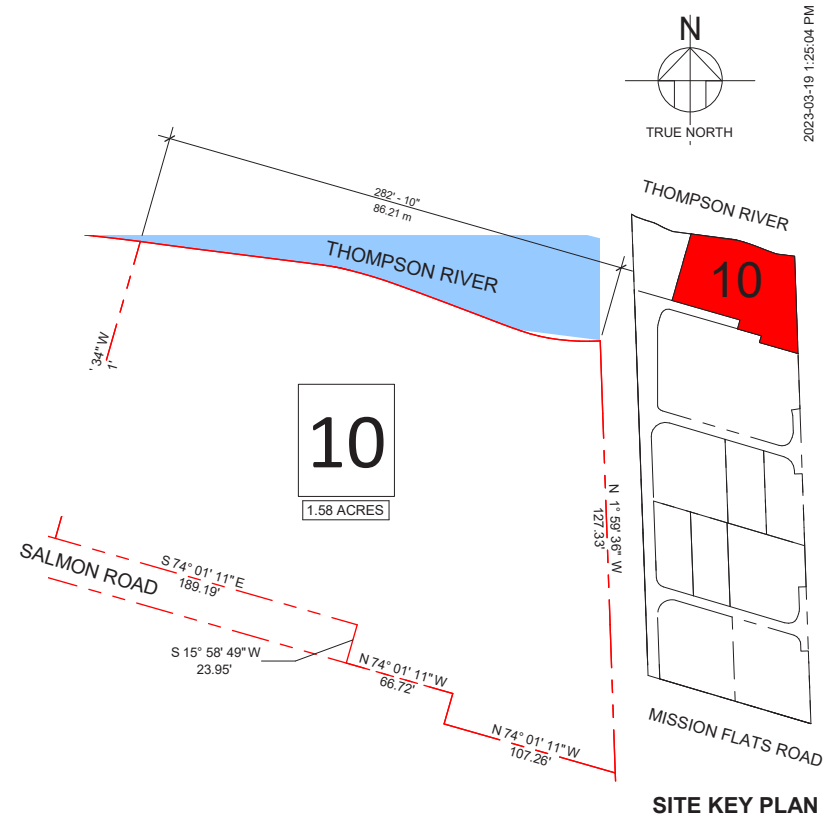 N
TRUE NORTH
2023-03-19 1:25:04 PM
282' - 10"
86.21 m
THOMPSON RIVER
THOMPSON RIVER
10
' 34" W
1'
10
1.58 ACRES
N 1° 59' 36" W
127.33'
SALMON ROAD
S 74° 01' 11" E
189.19'
S 15° 58' 49" W
23.95'
N 74° 01' 11" W
66.72'
N 74° 01' 11" W
107.26'
MISSION FLATS ROAD
SITE KEY PLAN